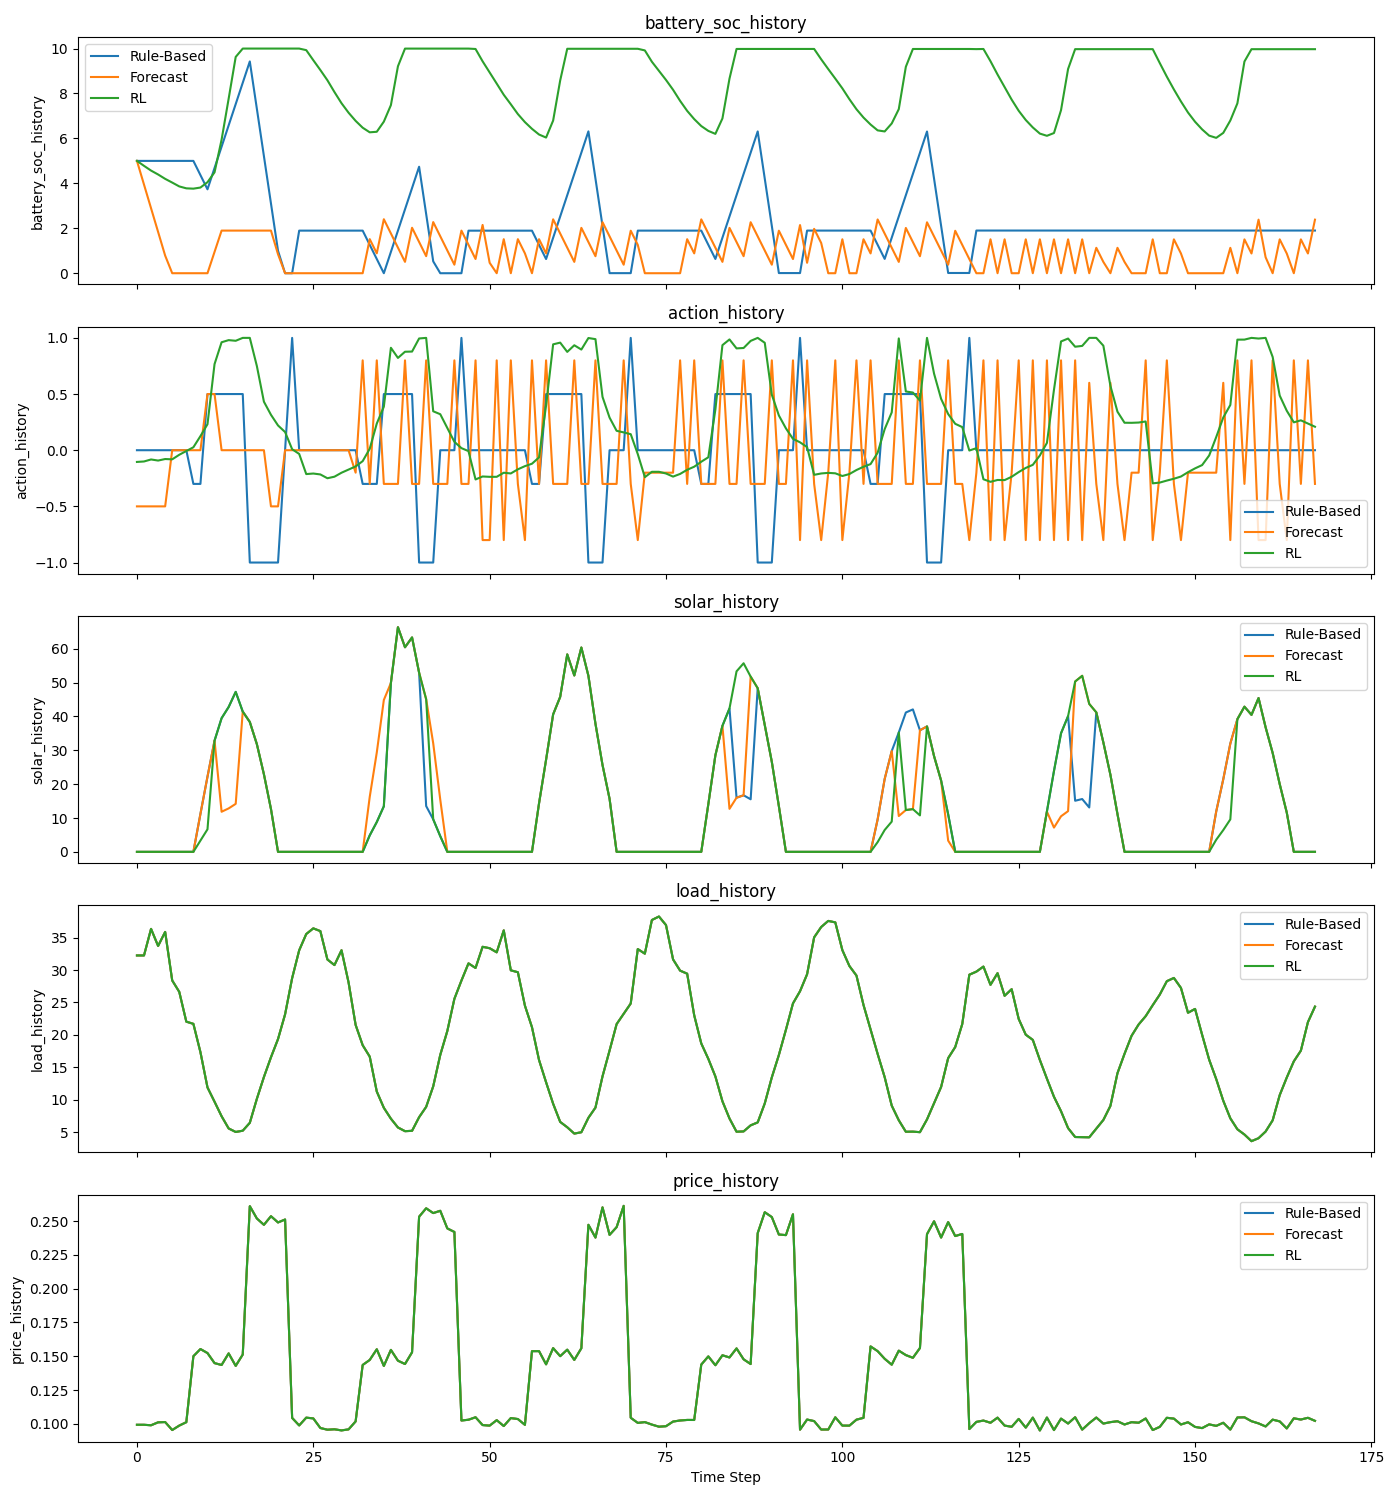 battery_soc_history
battery_soc_history
10
8
6
4
2
0
Rule-Based
Forecast
RL
action_history
action_history
1.0
0.5
0.0
−0.5
−1.0
Rule-Based
Forecast
RL
solar_history
solar_history
60
50
40
30
20
10
0
Rule-Based
Forecast
RL
load_history
load_history
35
30
25
20
15
10
5
Rule-Based
Forecast
RL
price_history
price_history
0.250
0.225
0.200
0.175
0.150
0.125
0.100
Rule-Based
Forecast
RL
0 25 50 75 100 125 150 175
Time Step